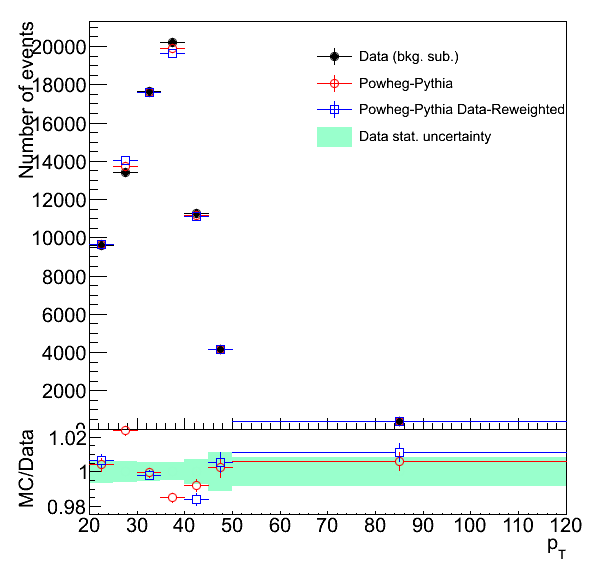 Number of events
20000
18000
16000
14000
12000
10000
8000
6000
4000
2000
Data (bkg. sub.)
Powheg-Pythia
Powheg-Pythia Data-Reweighted
Data stat. uncertainty
MC/Data
1.02
1
0.98
20 30 40 50 60 70 80 90 100 110 120
pT